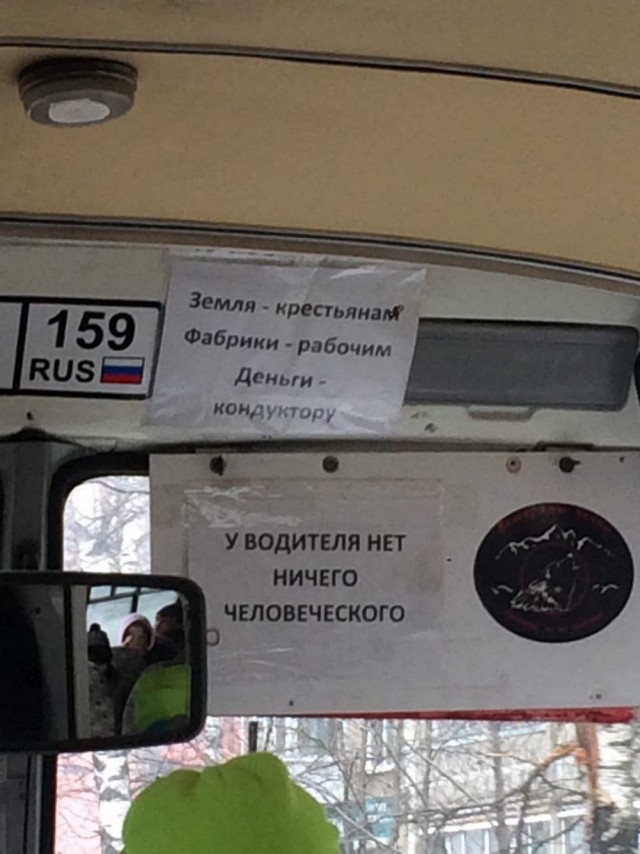 159
RUS
Земля - крестьянам
Фабрики - рабочим
Деньги -
кондуктору
У ВОДИТЕЛЯ НЕТ
НИЧЕГО
ЧЕЛОВЕЧЕСКОГО